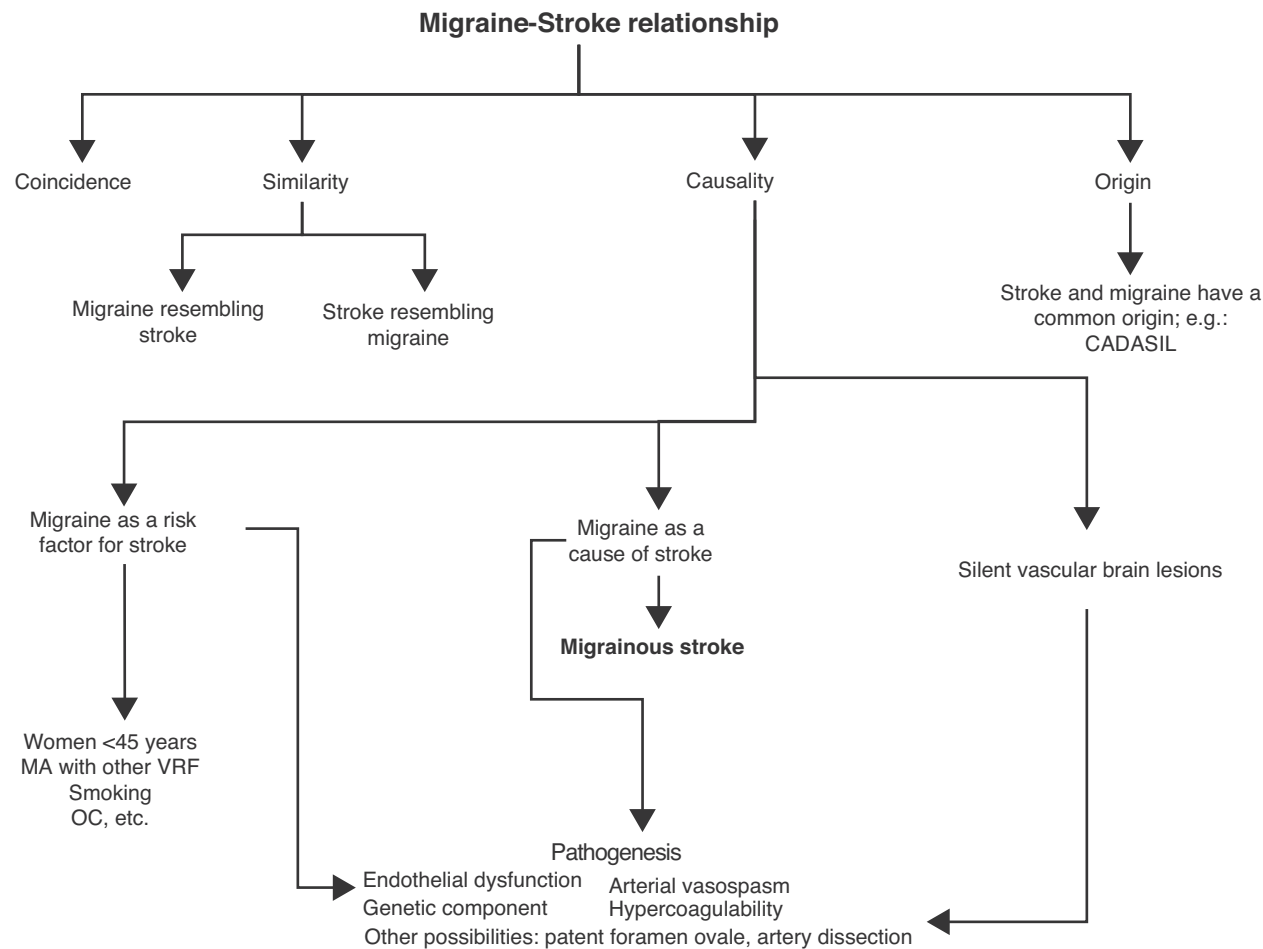 Migraine-Stroke relationship
Coincidence
Similarity
Causality
Origin
Migraine resembling
stroke
Stroke resembling
migraine
Stroke and migraine have a
common origin; e.g.:
CADASIL
Migraine as a risk
factor for stroke
Migraine as a
cause of stroke
Silent vascular brain lesions
Migrainous stroke
Women <45 years
MA with other VRF
Smoking
OC, etc.
Pathogenesis
Endothelial dysfunction
Arterial vasospasm
Genetic component
Hypercoagulability
Other possibilities: patent foramen ovale, artery dissection